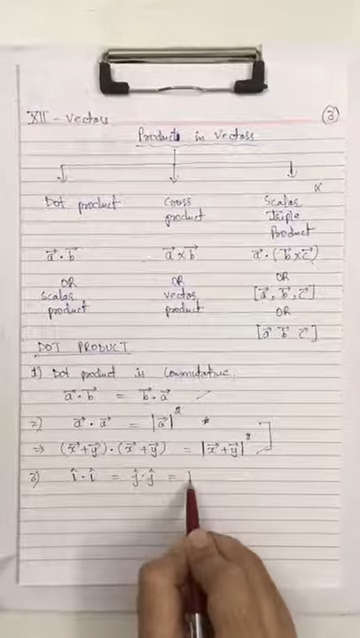 XII - Vectors
③
Products in Vectors
Dot product
Cross product
Scalar Triple Product
a⃗ · b⃗
a⃗ × b⃗
a⃗ · (b⃗ × c⃗)
OR
OR
OR
Scalar product
Vector product
[a⃗, b⃗, c⃗]
OR
[a⃗ b⃗ c⃗]
DOT PRODUCT
1) Dot product is Commutative.
a⃗ · b⃗ = b⃗ · a⃗
2) a⃗ · a⃗ = |a⃗|² *
⇒ (x⃗+y⃗) · (x⃗+y⃗) = |x⃗+y⃗|²
3) î · î = ĵ · ĵ =